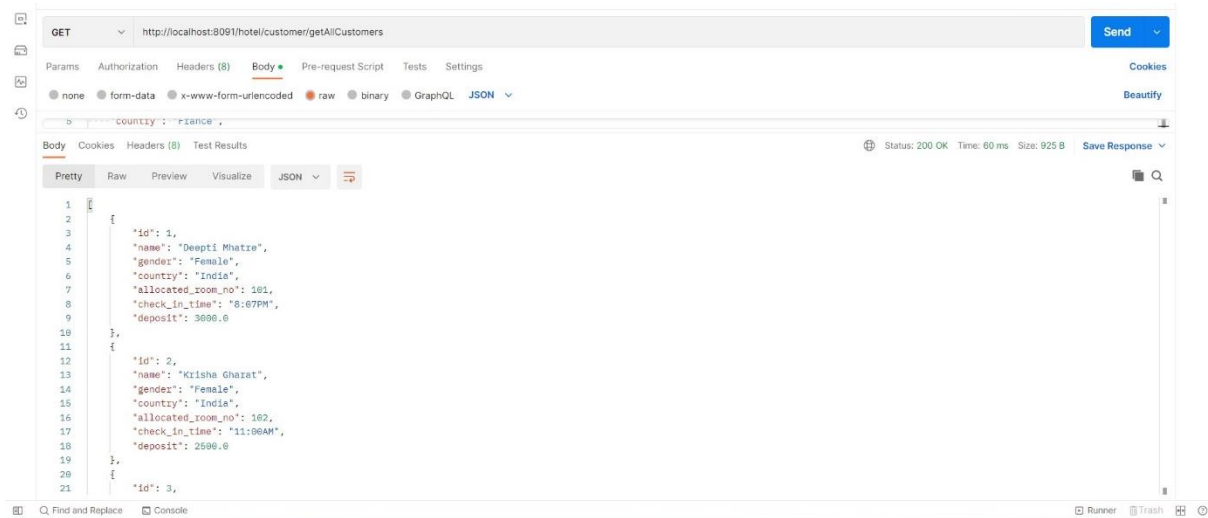 GET http://localhost:8091/hotel/customer/getAllCustomers Send
Params Authorization Headers (8) Body Pre-request Script Tests Settings Cookies
none form-data x-www-form-urlencoded raw binary GraphQL JSON Beautify
5 "country": "France",
Body Cookies Headers (8) Test Results Status: 200 OK Time: 60 ms Size: 925 B Save Response
Pretty Raw Preview Visualize JSON
1 [
2 {
3 "id": 1,
4 "name": "Deepti Mhatre",
5 "gender": "Female",
6 "country": "India",
7 "allocated_room_no": 101,
8 "check_in_time": "8:07PM",
9 "deposit": 3000.0
10 },
11 {
12 "id": 2,
13 "name": "Krisha Gharat",
14 "gender": "Female",
15 "country": "India",
16 "allocated_room_no": 102,
17 "check_in_time": "11:00AM",
18 "deposit": 2500.0
19 },
20 {
21 "id": 3,
Find and Replace Console Runner Trash